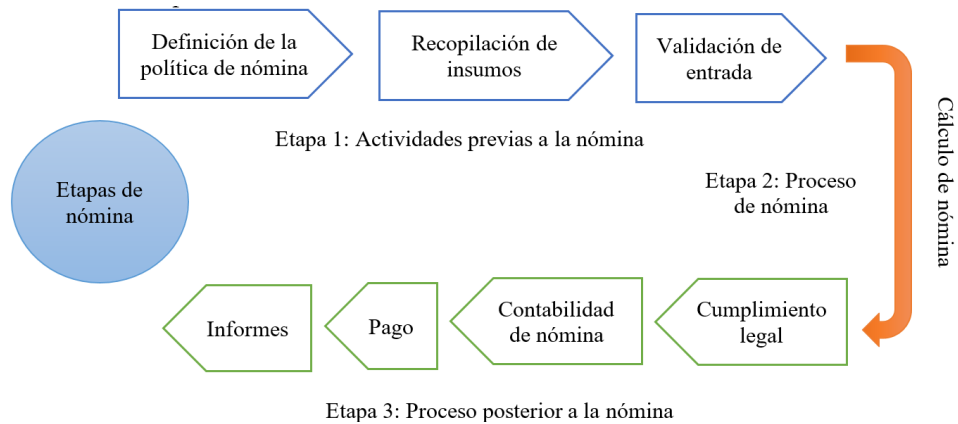 Definición de la
política de nómina
Recopilación de
insumos
Validación de
entrada
Etapa 1: Actividades previas a la nómina
Cálculo de nómina
Etapa 2: Proceso
de nómina
Etapas de
nómina
Informes
Pago
Contabilidad
de nómina
Cumplimiento
legal
Etapa 3: Proceso posterior a la nómina